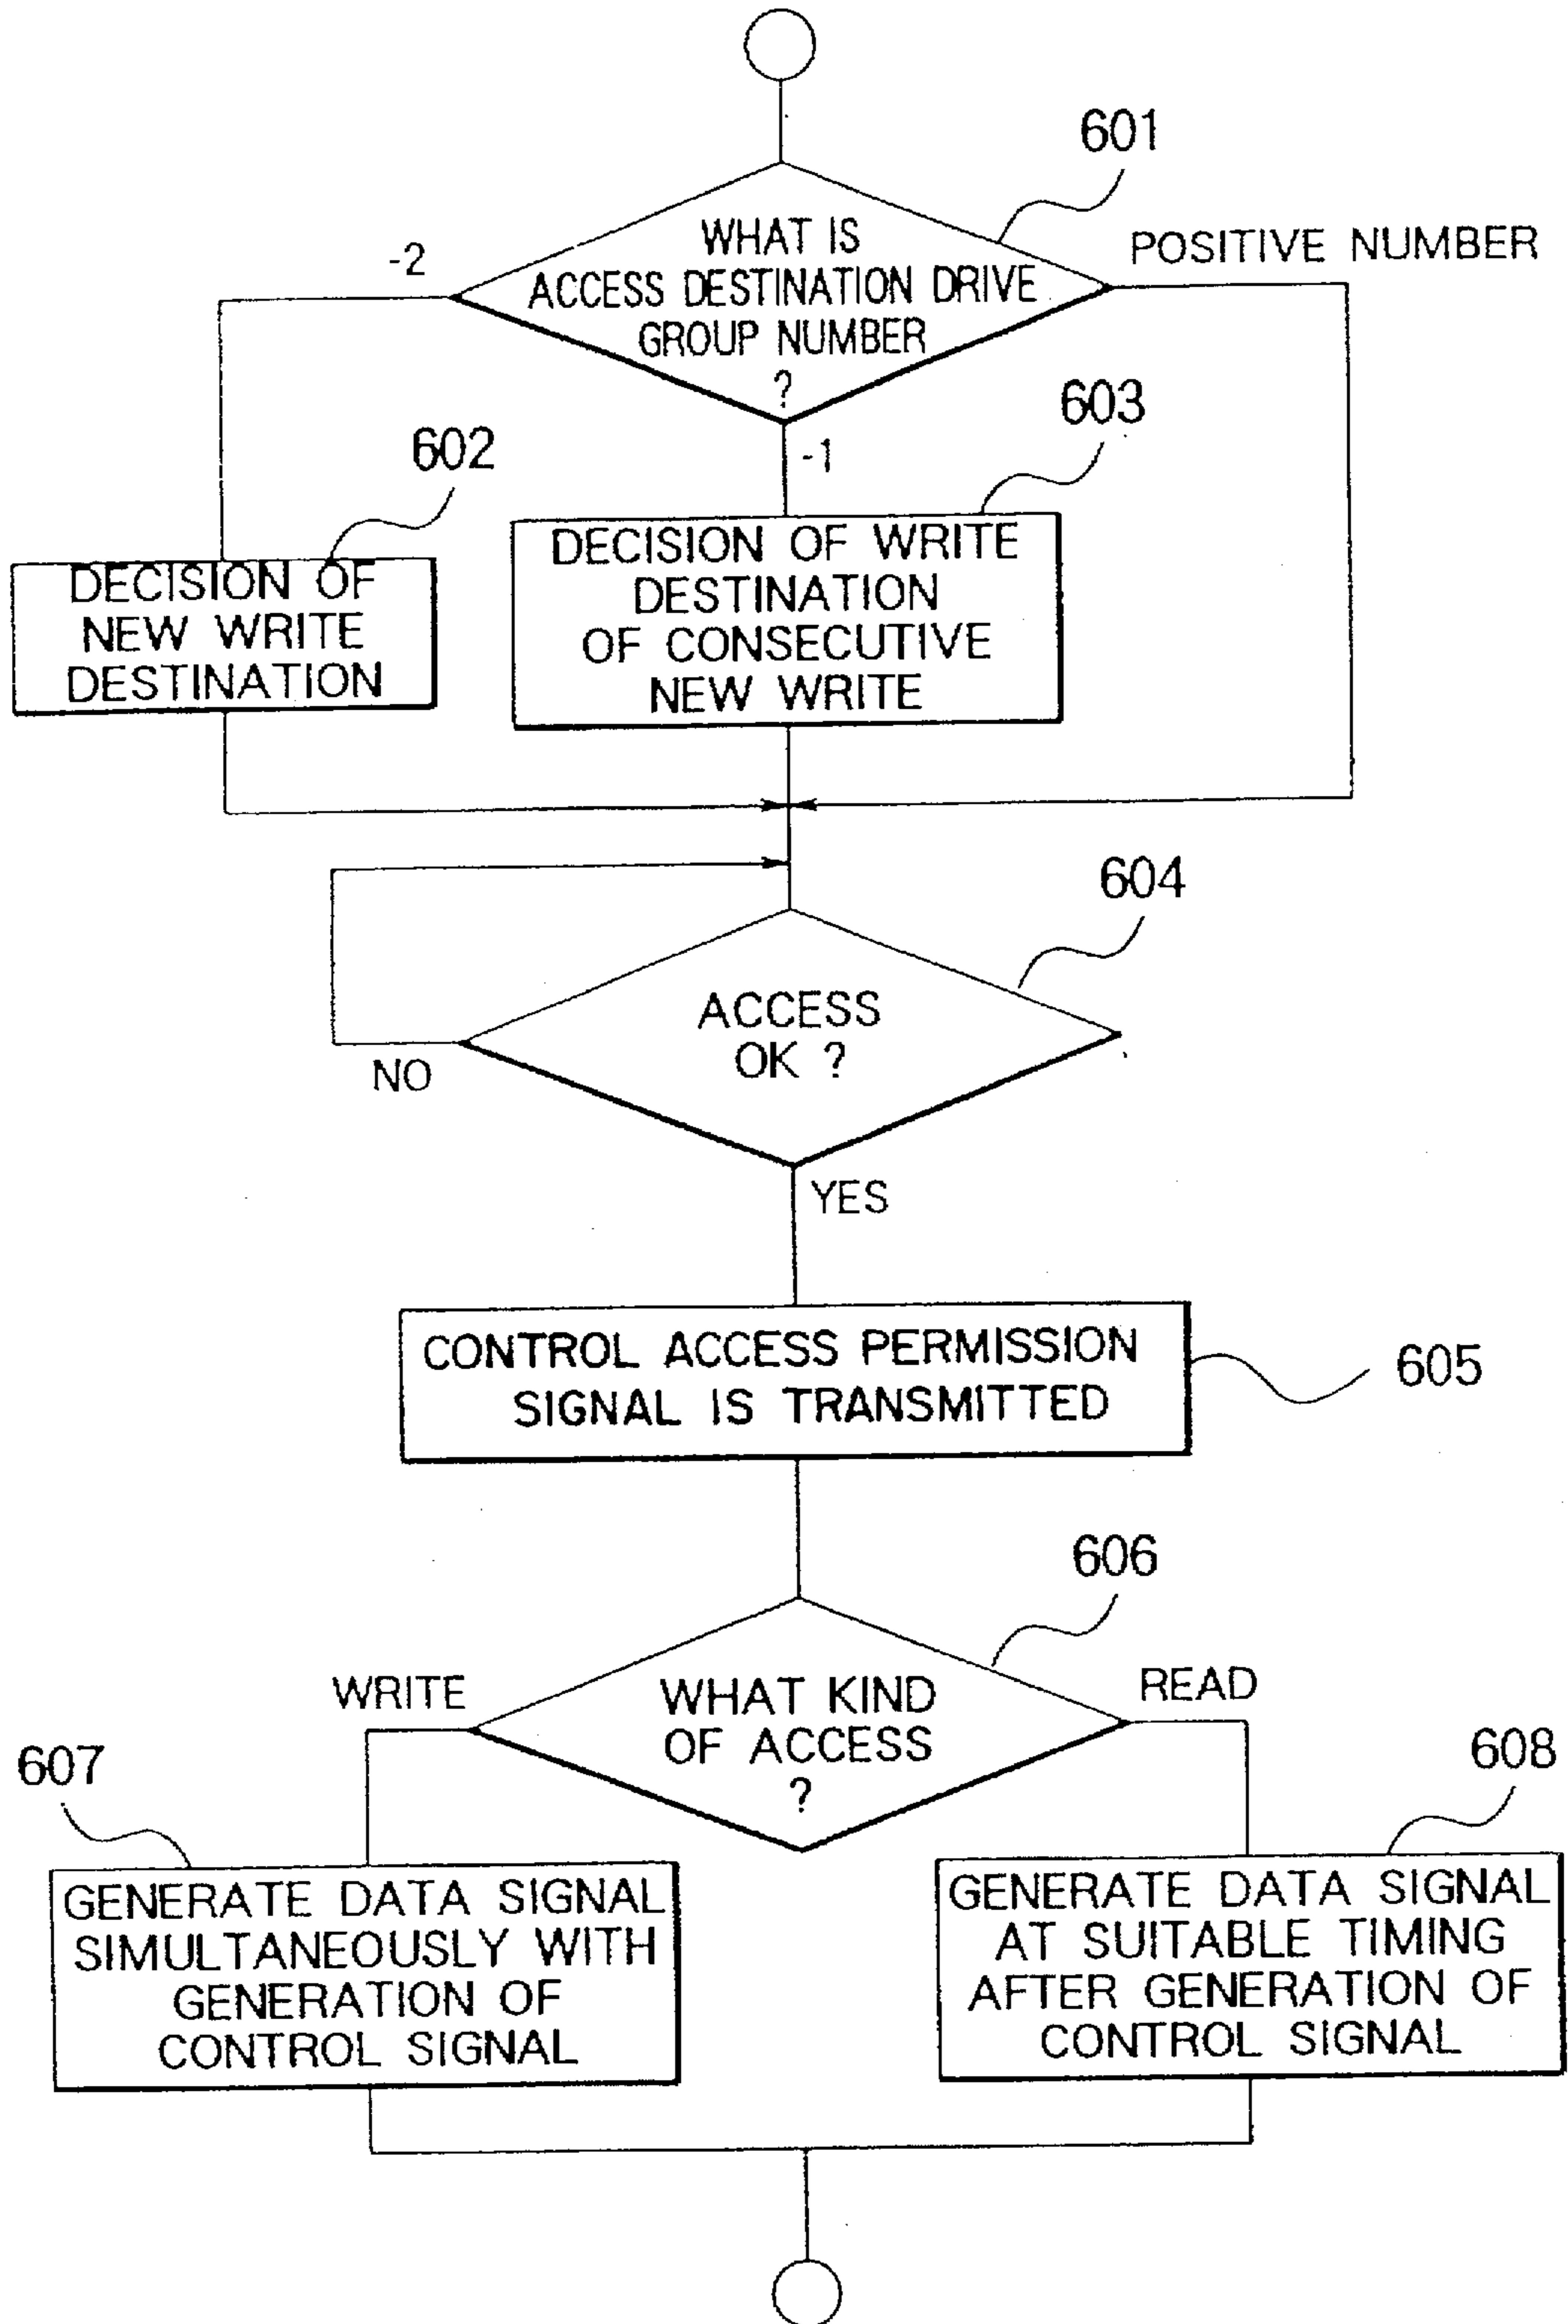 601
WHAT IS
ACCESS DESTINATION DRIVE
GROUP NUMBER
?
-2
POSITIVE NUMBER
-1
602
603
DECISION OF
NEW WRITE
DESTINATION
DECISION OF WRITE
DESTINATION
OF CONSECUTIVE
NEW WRITE
604
ACCESS
OK ?
NO
YES
CONTROL ACCESS PERMISSION
SIGNAL IS TRANSMITTED
605
606
WHAT KIND
OF ACCESS
?
WRITE
READ
607
608
GENERATE DATA SIGNAL
SIMULTANEOUSLY WITH
GENERATION OF
CONTROL SIGNAL
GENERATE DATA SIGNAL
AT SUITABLE TIMING
AFTER GENERATION OF
CONTROL SIGNAL